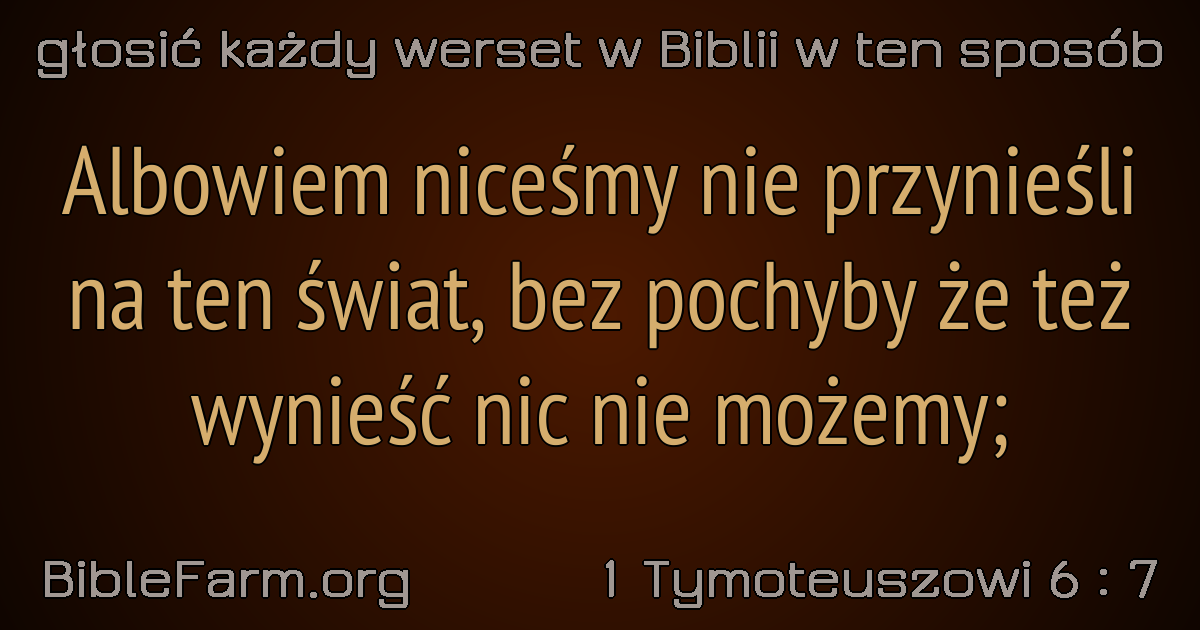 głosić każdy werset w Biblii w ten sposób
Albowiem niceśmy nie przynieśli
na ten świat, bez pochyby że też
wynieść nic nie możemy;
BibleFarm.org
1 Tymoteuszowi 6 : 7